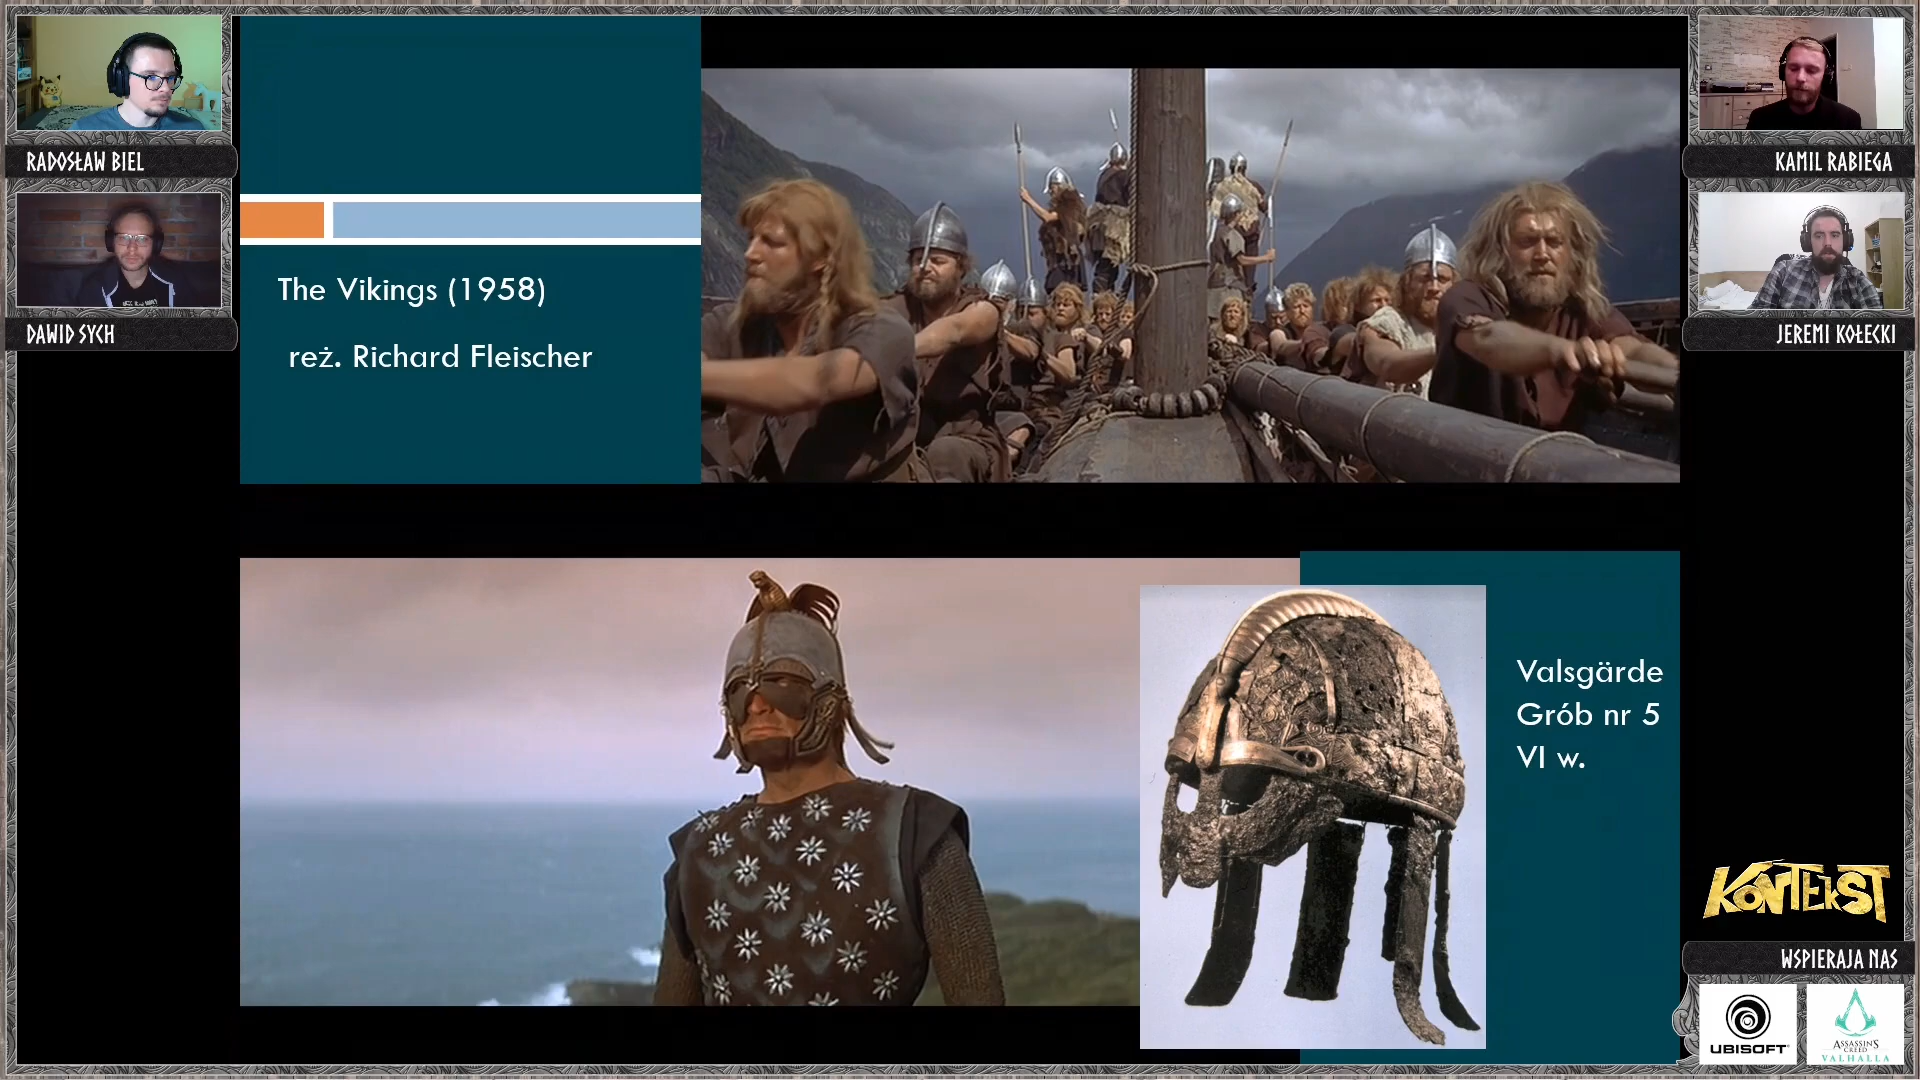 RADOSŁAW BIEL
DAWID SYCH
The Vikings (1958)
reż. Richard Fleischer
KAMIL RABIEGA
JEREMI KOŁECKI
Valsgärde
Grób nr 5
VI w.
KONTEKST
WSPIERAJA NAS
UBISOFT
ASSASSIN'S
CREED
VALHALLA